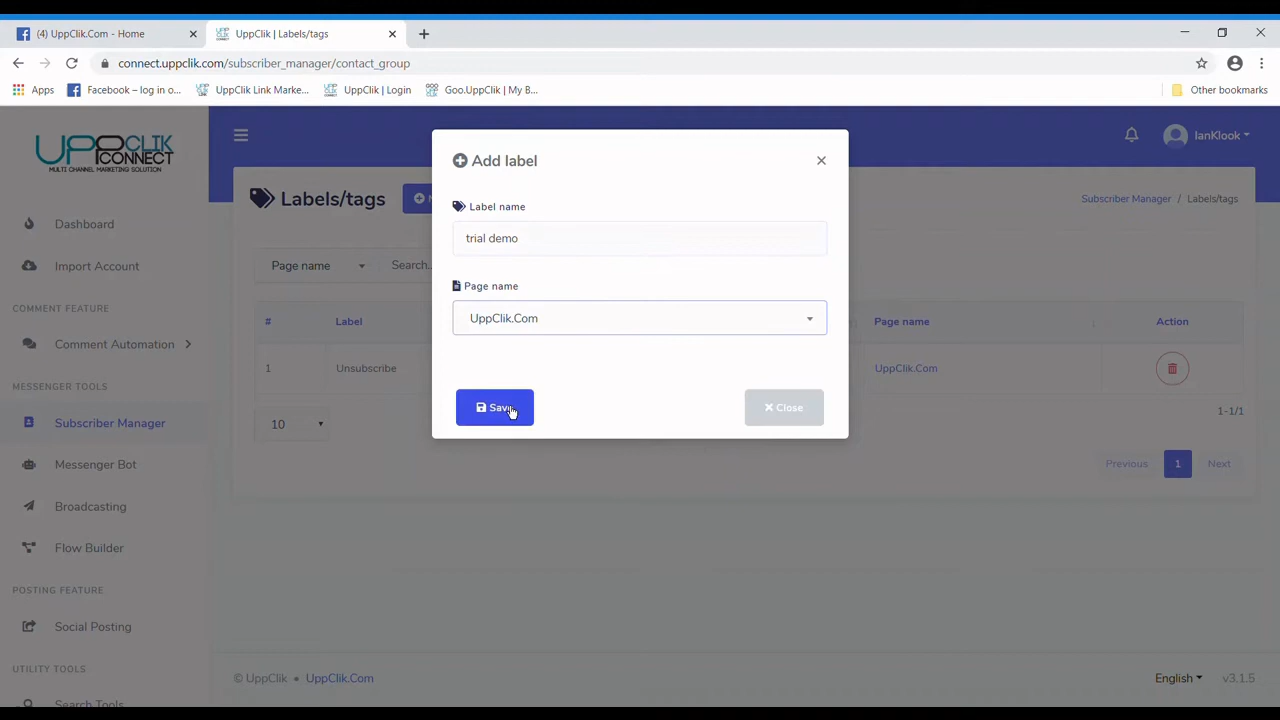 (4) UppClik.Com - Home
UppClik | Labels/tags
connect.uppclik.com/subscriber_manager/contact_group
Apps
Facebook – log in o...
UppClik Link Marke...
UppClik | Login
Goo.UppClik | My B...
Other bookmarks
UPPCLIK
CONNECT
MULTI CHANNEL MARKETING SOLUTION
IanKlook
Dashboard
Import Account
COMMENT FEATURE
Comment Automation
MESSENGER TOOLS
Subscriber Manager
Messenger Bot
Broadcasting
Flow Builder
POSTING FEATURE
Social Posting
UTILITY TOOLS
Search Tools
Labels/tags
Subscriber Manager / Labels/tags
Page name
Search..
# Label Page name Action
1 Unsubscribe UppClik.Com
10
1-1/1
Previous 1 Next
Add label
Label name
trial demo
Page name
UppClik.Com
Save
Close
© UppClik • UppClik.Com
English
v3.1.5